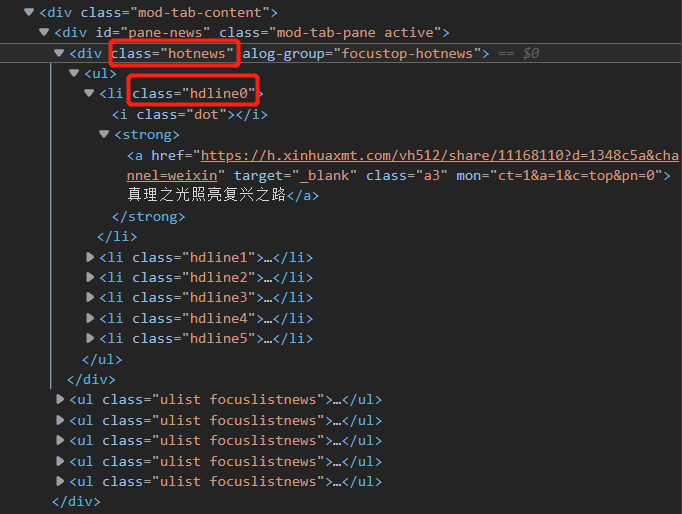 ▼<div class="mod-tab-content">
▼<div id="pane-news" class="mod-tab-pane active">
▼<div class="hotnews" alog-group="focustop-hotnews"> == $0
▼<ul>
▼<li class="hdline0">
<i class="dot"></i>
▼<strong>
<a href="https://h.xinhuaxmt.com/vh512/share/11168110?d=1348c5a&cha
nnel=weixin" target="_blank" class="a3" mon="ct=1&a=1&c=top&pn=0">
真理之光照亮复兴之路</a>
</strong>
</li>
▶<li class="hdline1">…</li>
▶<li class="hdline2">…</li>
▶<li class="hdline3">…</li>
▶<li class="hdline4">…</li>
▶<li class="hdline5">…</li>
</ul>
</div>
▶<ul class="ulist focuslistnews">…</ul>
▶<ul class="ulist focuslistnews">…</ul>
▶<ul class="ulist focuslistnews">…</ul>
▶<ul class="ulist focuslistnews">…</ul>
▶<ul class="ulist focuslistnews">…</ul>
</div>